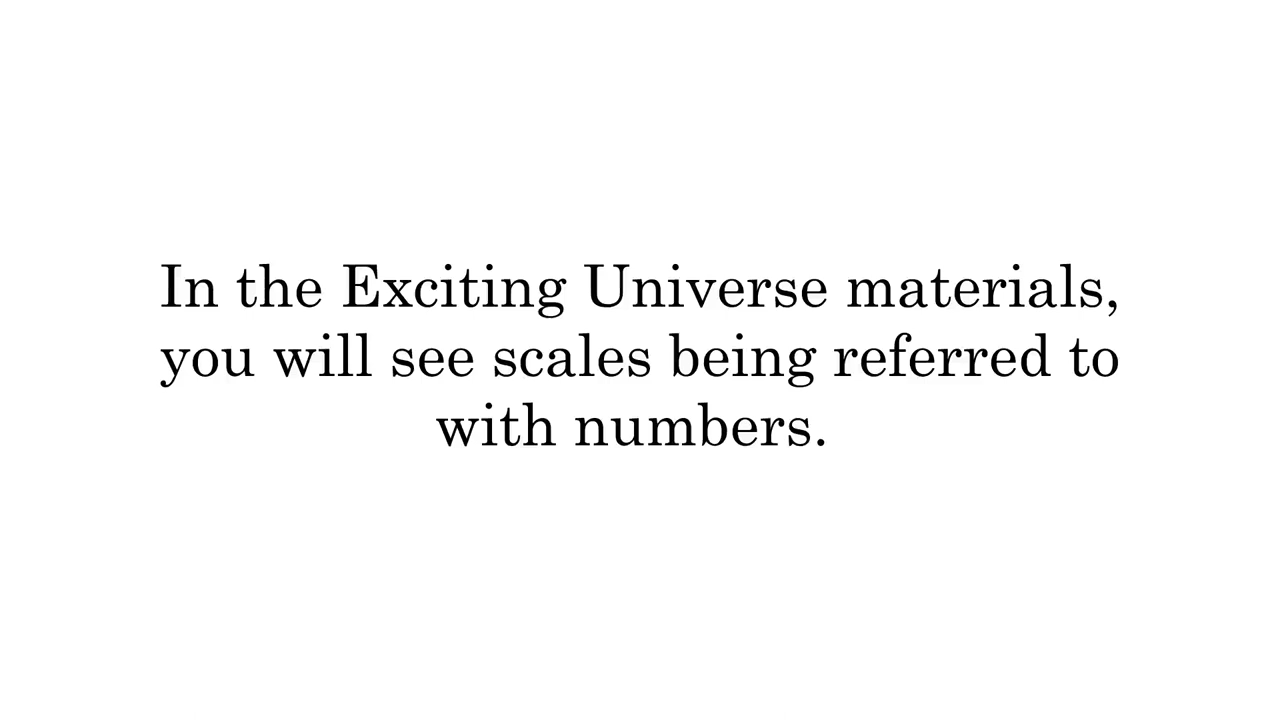 In the Exciting Universe materials,
you will see scales being referred to
with numbers.